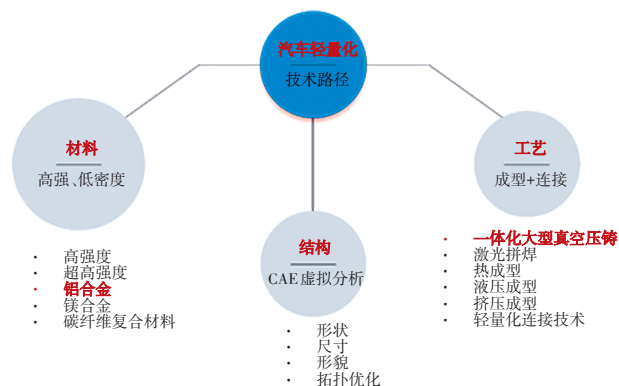 汽车轻量化
技术路径
材料
高强、低密度
· 高强度
· 超高强度
· 铝合金
· 镁合金
· 碳纤维复合材料
结构
CAE虚拟分析
· 形状
· 尺寸
· 形貌
· 拓扑优化
工艺
成型+连接
· 一体化大型真空压铸
· 激光拼焊
· 热成型
· 液压成型
· 挤压成型
· 轻量化连接技术